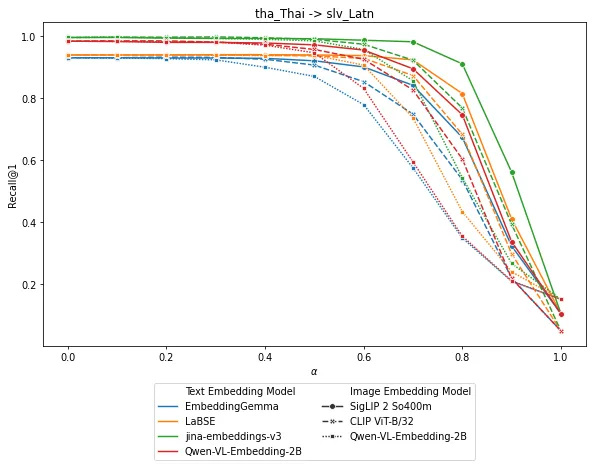 tha_Thai -> slv_Latn
1.0
0.8
0.6
0.4
0.2
Recall@1
0.0
0.2
0.4
0.6
0.8
1.0
α
Text Embedding Model
EmbeddingGemma
LaBSE
jina-embeddings-v3
Qwen-VL-Embedding-2B
Image Embedding Model
SigLIP 2 So400m
CLIP ViT-B/32
Qwen-VL-Embedding-2B